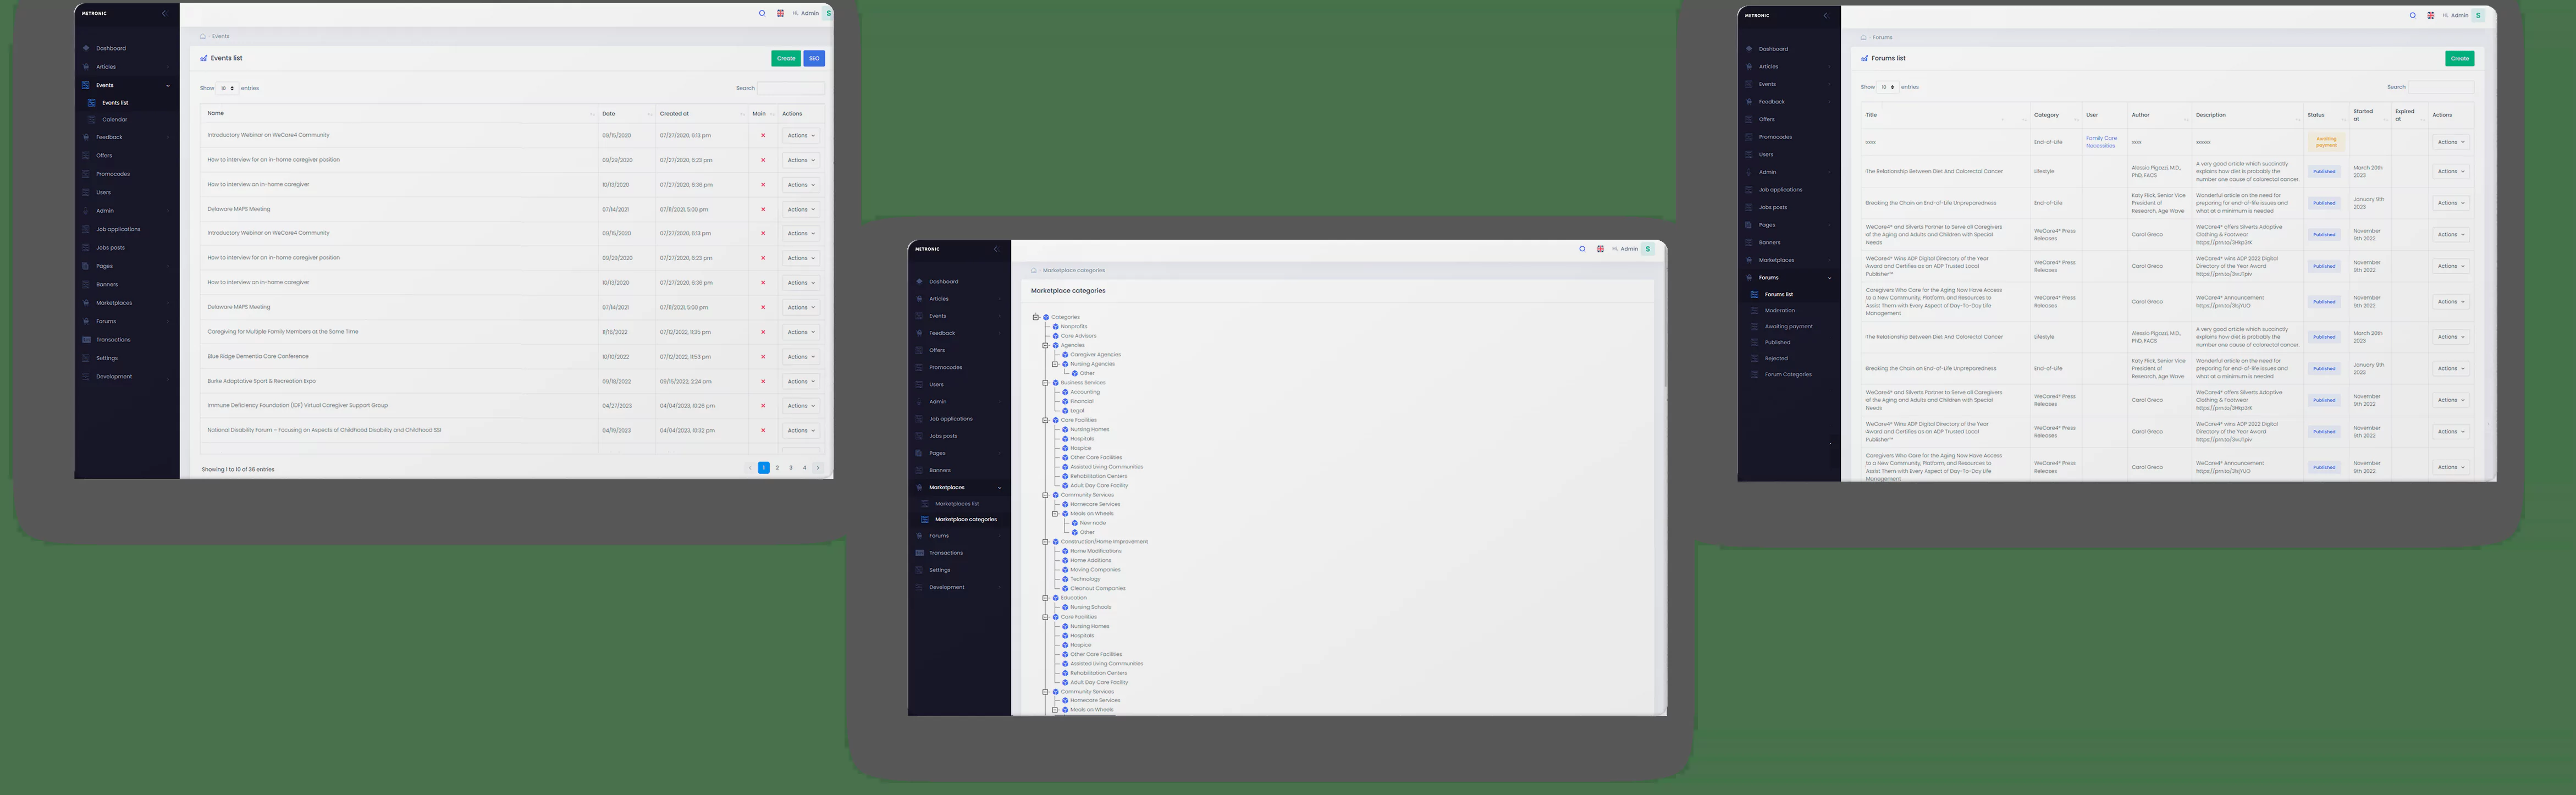 METRONIC
Dashboard
Articles
Events
Events list
Calendar
Feedback
Offers
Promocodes
Users
Admin
Job applications
Jobs posts
Pages
Banners
Marketplaces
Forums
Transactions
Settings
Development
Hi, Admin S
Events
Events list
Create SEO
Show 10 entries Search
Name Date Created at Main Actions
Introductory Webinar on WeCare4 Community 09/15/2020 07/27/2020, 6:13 pm Actions
How to interview for an in-home caregiver position 09/29/2020 07/27/2020, 6:23 pm Actions
How to interview an in-home caregiver 10/13/2020 07/27/2020, 6:36 pm Actions
Delaware MAPS Meeting 07/14/2021 07/11/2021, 5:00 pm Actions
Introductory Webinar on WeCare4 Community 09/15/2020 07/27/2020, 6:13 pm Actions
How to interview for an in-home caregiver position 09/29/2020 07/27/2020, 6:23 pm Actions
How to interview an in-home caregiver 10/13/2020 07/27/2020, 6:36 pm Actions
Delaware MAPS Meeting 07/14/2021 07/11/2021, 5:00 pm Actions
Caregiving for Multiple Family Members at the Same Time 11/16/2022 07/12/2022, 11:35 pm Actions
Blue Ridge Dementia Care Conference 10/10/2022 07/12/2022, 11:53 pm Actions
Burke Adaptive Sport & Recreation Expo 09/18/2022 09/15/2022, 2:24 am Actions
Immune Deficiency Foundation (IDF) Virtual Caregiver Support Group 04/27/2023 04/04/2023, 10:28 pm Actions
National Disability Forum – Focusing on Aspects of Childhood Disability and Childhood SSI 04/19/2023 04/04/2023, 10:32 pm Actions
Showing 1 to 10 of 36 entries
1 2 3 4
METRONIC
Dashboard
Articles
Events
Feedback
Offers
Promocodes
Users
Admin
Job applications
Jobs posts
Pages
Banners
Marketplaces
Marketplaces list
Marketplace categories
Forums
Transactions
Settings
Development
Hi, Admin S
Marketplace categories
Marketplace categories
Categories
Nonprofits
Care Advisors
Agencies
Caregiver Agencies
Nursing Agencies
Other
Business Services
Accounting
Financial
Legal
Care Facilities
Nursing Homes
Hospitals
Hospice
Other Care Facilities
Assisted Living Communities
Rehabilitation Centers
Adult Day Care Facility
Community Services
Homecare Services
Meals on Wheels
New node
Other
Construction/Home Improvement
Home Modifications
Home Additions
Moving Companies
Technology
Cleanout Companies
Education
Nursing Schools
Care Facilities
Nursing Homes
Hospitals
Hospice
Other Care Facilities
Assisted Living Communities
Rehabilitation Centers
Adult Day Care Facility
Community Services
Homecare Services
Meals on Wheels
METRONIC
Dashboard
Articles
Events
Feedback
Offers
Promocodes
Users
Admin
Job applications
Jobs posts
Pages
Banners
Marketplaces
Forums
Forums list
Moderation
Awaiting payment
Published
Rejected
Forum Categories
Hi, Admin S
Forums
Forums list
Create
Show 10 entries Search
Title Category User Author Description Status Started at Expired at Actions
xxxx End-of-Life Family Care Necessities xxxx xxxxxx Awaiting payment Actions
The Relationship Between Diet And Colorectal Cancer Lifestyle Alessio Pigazzi, M.D., PhD, FACS A very good article which succinctly explains how diet is probably the number one cause of colorectal cancer. Published March 20th 2023 Actions
Breaking the Chain on End-of-Life Unpreparedness End-of-Life Katy Flick, Senior Vice President of Research, Age Wave Wonderful article on the need for preparing for end-of-life issues and what at a minimum is needed Published January 9th 2023 Actions
WeCare4® and Silverts Partner to Serve all Caregivers of the Aging and Adults and Children with Special Needs WeCare4® Press Releases Carol Greco WeCare4® offers Silverts Adaptive Clothing & Footwear Published November 9th 2022 Actions
WeCare4® Wins ADP Digital Directory of the Year Award and Certifies as an ADP Trusted Local Publisher™ WeCare4® Press Releases Carol Greco WeCare4® wins ADP 2022 Digital Directory of the Year Award Published November 9th 2022 Actions
Caregivers Who Care for the Aging Now Have Access to a New Community, Platform, and Resources to Assist Them with Every Aspect of Day-To-Day Life Management WeCare4® Press Releases Carol Greco WeCare4® Announcement Published November 9th 2022 Actions
The Relationship Between Diet And Colorectal Cancer Lifestyle Alessio Pigazzi, M.D., PhD, FACS A very good article which succinctly explains how diet is probably the number one cause of colorectal cancer. Published March 20th 2023 Actions
Breaking the Chain on End-of-Life Unpreparedness End-of-Life Katy Flick, Senior Vice President of Research, Age Wave Wonderful article on the need for preparing for end-of-life issues and what at a minimum is needed Published January 9th 2023 Actions
WeCare4® and Silverts Partner to Serve all Caregivers of the Aging and Adults and Children with Special Needs WeCare4® Press Releases Carol Greco WeCare4® offers Silverts Adaptive Clothing & Footwear Published November 9th 2022 Actions
WeCare4® Wins ADP Digital Directory of the Year Award and Certifies as an ADP Trusted Local Publisher™ WeCare4® Press Releases Carol Greco WeCare4® wins ADP 2022 Digital Directory of the Year Award Published November 9th 2022 Actions
Caregivers Who Care for the Aging Now Have Access to a New Community, Platform, and Resources to Assist Them with Every Aspect of Day-To-Day Life Management WeCare4® Press Releases Carol Greco WeCare4® Announcement Published November 9th 2022 Actions